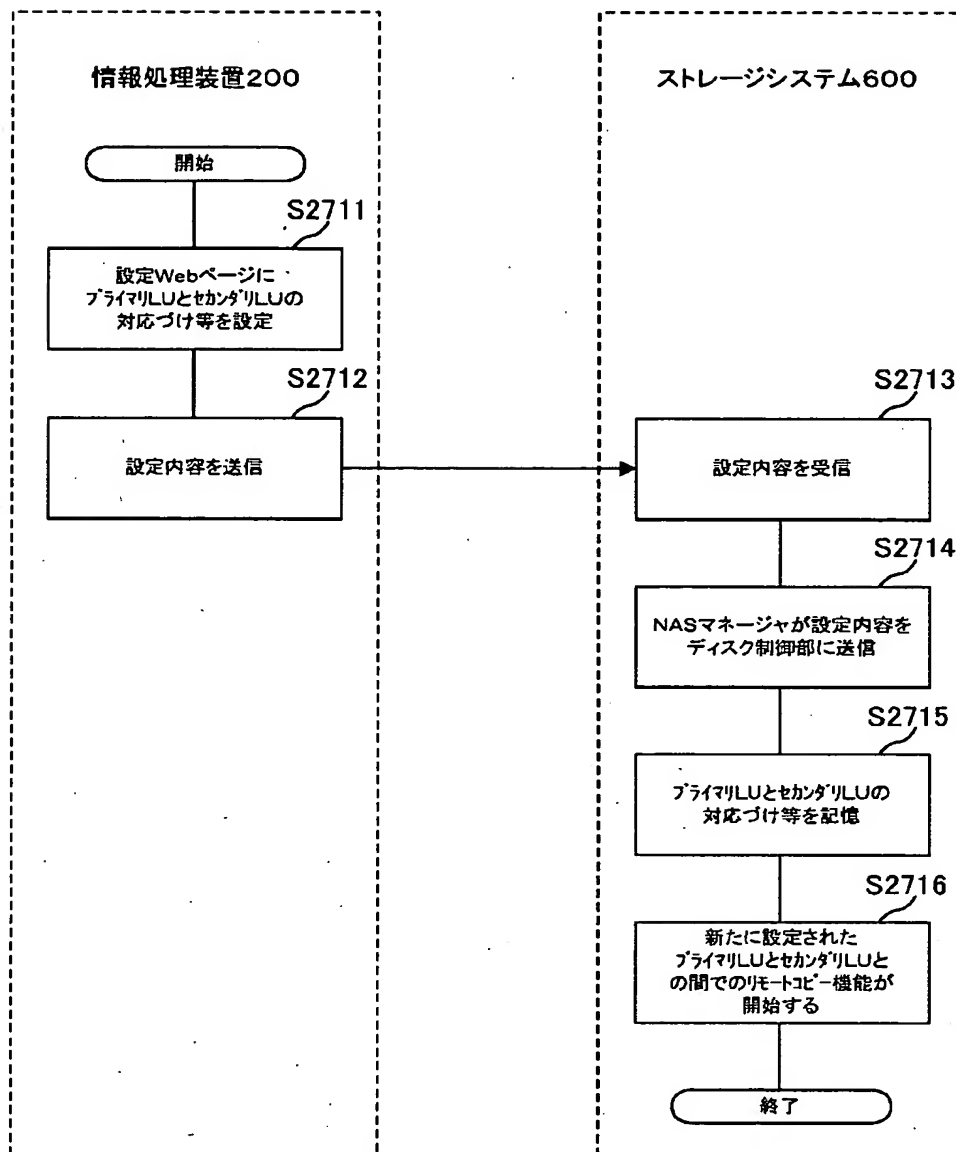 情報処理装置200
開始
S2711
設定Webページに
プライマリLUとセカンダリLUの
対応づけ等を設定
S2712
設定内容を送信
ストレージシステム600
S2713
設定内容を受信
S2714
NASマネージャが設定内容を
ディスク制御部に送信
S2715
プライマリLUとセカンダリLUの
対応づけ等を記憶
S2716
新たに設定された
プライマリLUとセカンダリLUと
の間でのリモートコピー機能が
開始する
終了